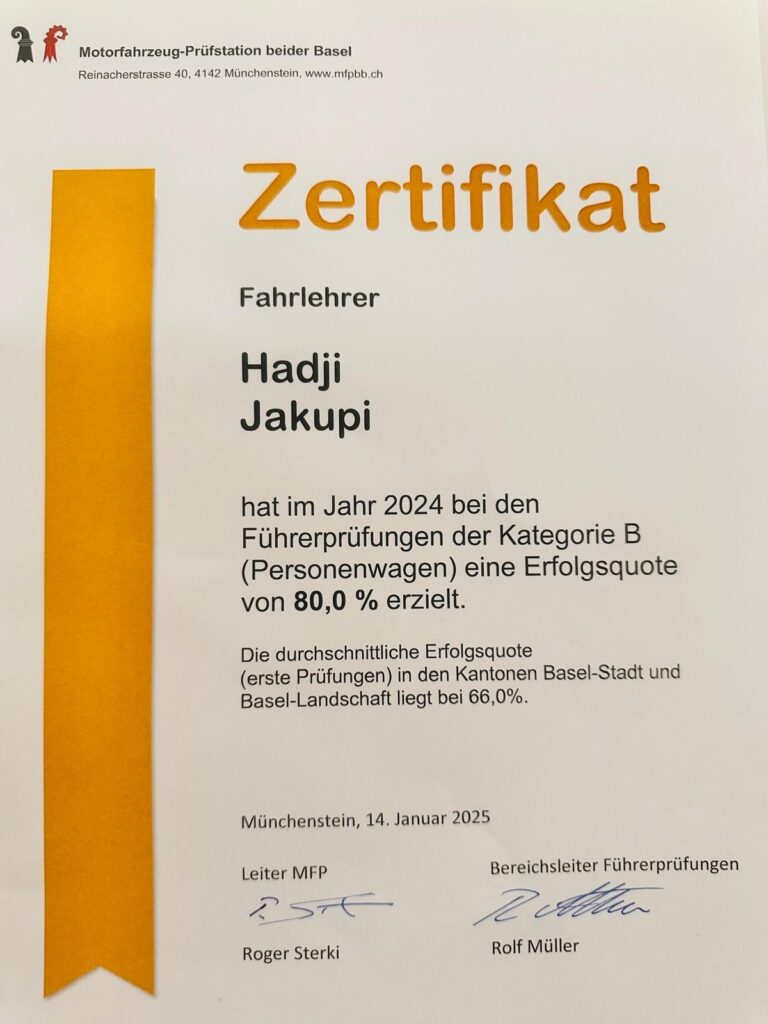 Motorfahrzeug-Prüfstation beider Basel
Reinacherstrasse 40, 4142 Münchenstein, www.mfpbb.ch
Zertifikat
Fahrlehrer
Hadji
Jakupi
hat im Jahr 2024 bei den
Führerprüfungen der Kategorie B
(Personenwagen) eine Erfolgsquote
von 80,0 % erzielt.
Die durchschnittliche Erfolgsquote
(erste Prüfungen) in den Kantonen Basel-Stadt und
Basel-Landschaft liegt bei 66,0%.
Münchenstein, 14. Januar 2025
Leiter MFP
Bereichsleiter Führerprüfungen
Roger Sterki
Rolf Müller